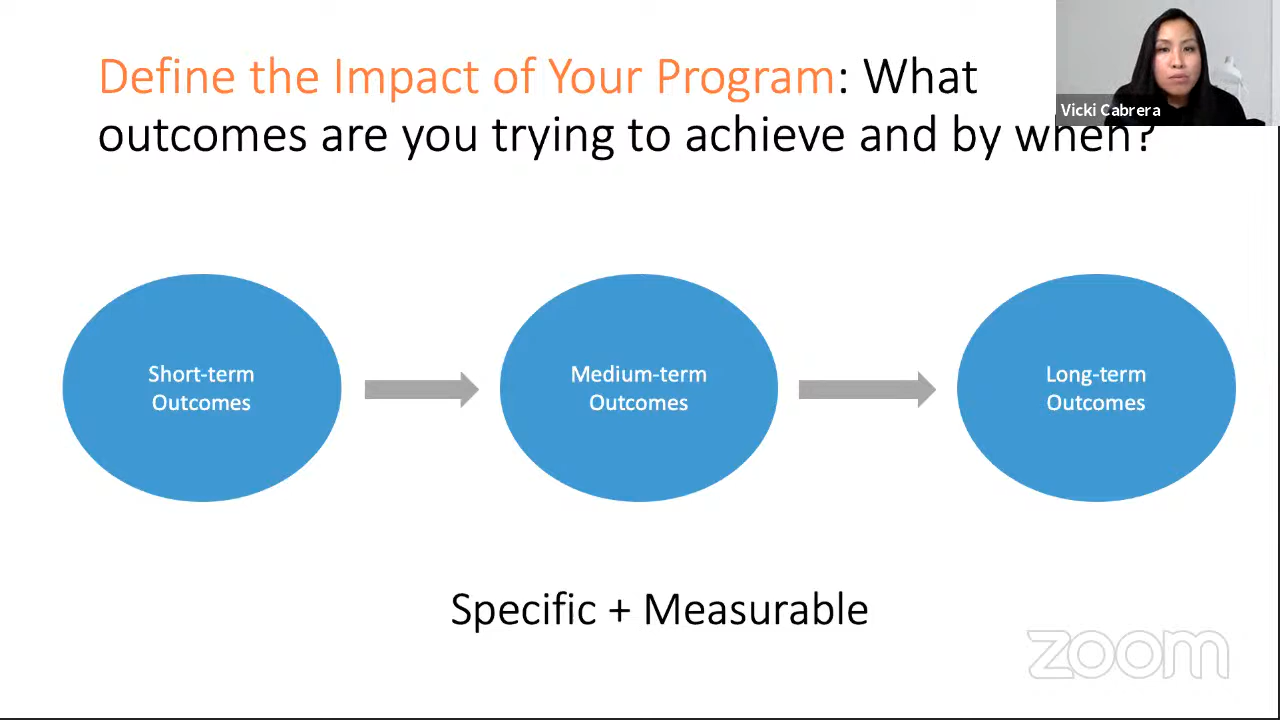 Define the Impact of Your Program: What
outcomes are you trying to achieve and by when?
Vicki Cabrera
Short-term
Outcomes
Medium-term
Outcomes
Long-term
Outcomes
Specific + Measurable
zoom